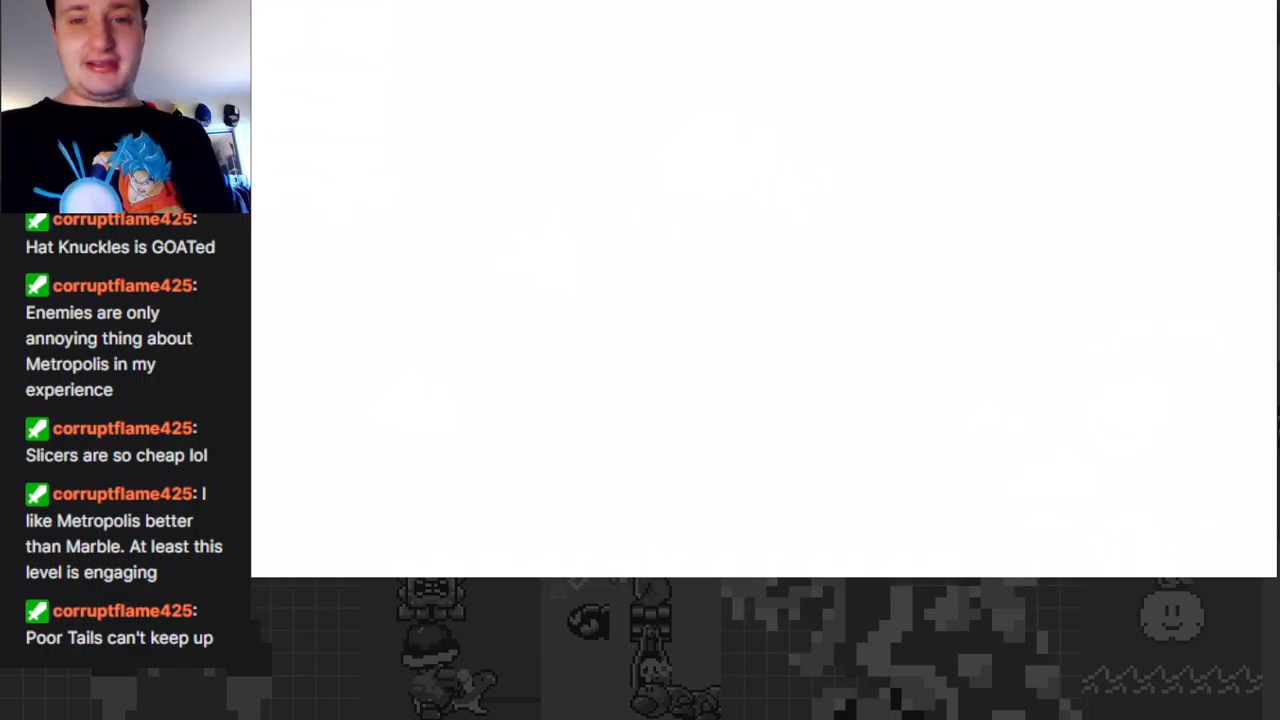 corruptflame425:
Hat Knuckles is GOATed
corruptflame425:
Enemies are only
annoying thing about
Metropolis in my
experience
corruptflame425:
Slicers are so cheap lol
corruptflame425: I
like Metropolis better
than Marble. At least this
level is engaging
corruptflame425:
Poor Tails can't keep up